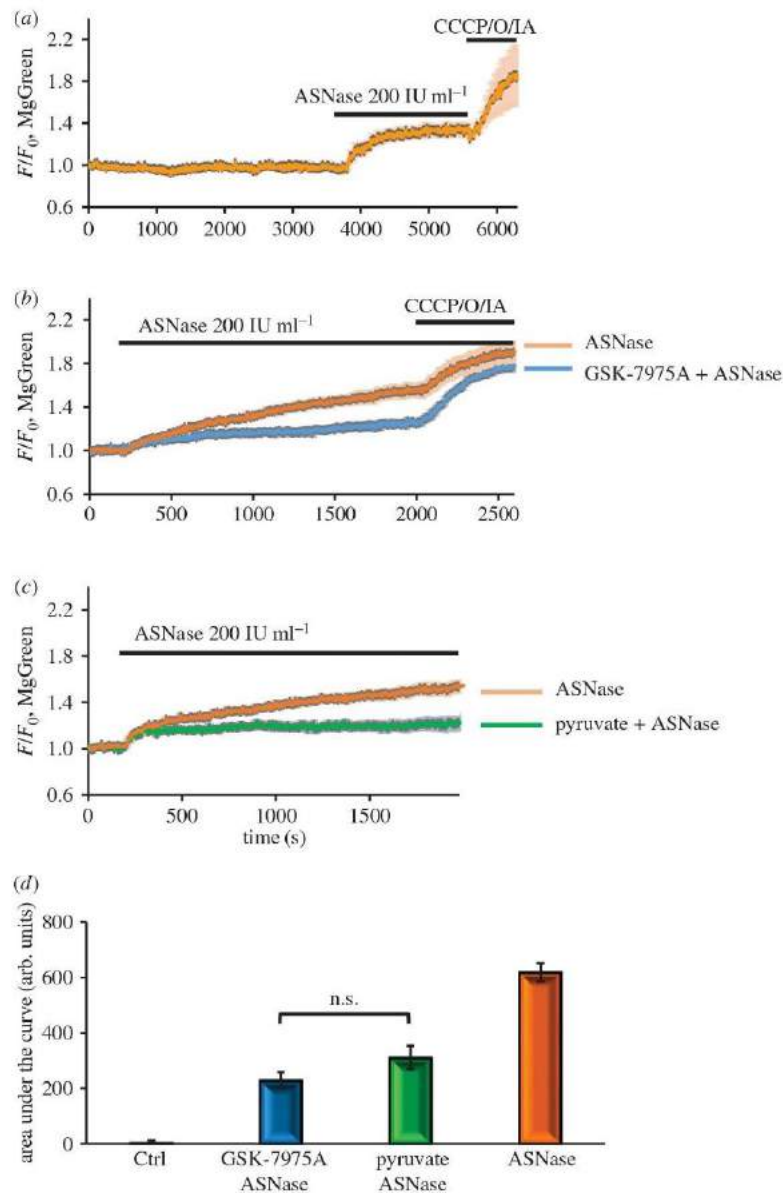 (a)
2.2
1.8
1.4
1.0
0.6
F/F₀, MgGreen
CCCP/O/IA
ASNase 200 IU ml⁻¹
0 1000 2000 3000 4000 5000 6000
(b)
2.2
1.8
1.4
1.0
0.6
F/F₀, MgGreen
CCCP/O/IA
ASNase 200 IU ml⁻¹
ASNase
GSK-7975A + ASNase
0 500 1000 1500 2000 2500
(c)
2.2
1.8
1.4
1.0
0.6
F/F₀, MgGreen
ASNase 200 IU ml⁻¹
ASNase
pyruvate + ASNase
0 500 1000 1500
time (s)
(d)
800
600
400
200
0
area under the curve (arb. units)
n.s.
Ctrl GSK-7975A pyruvate ASNase
ASNase ASNase